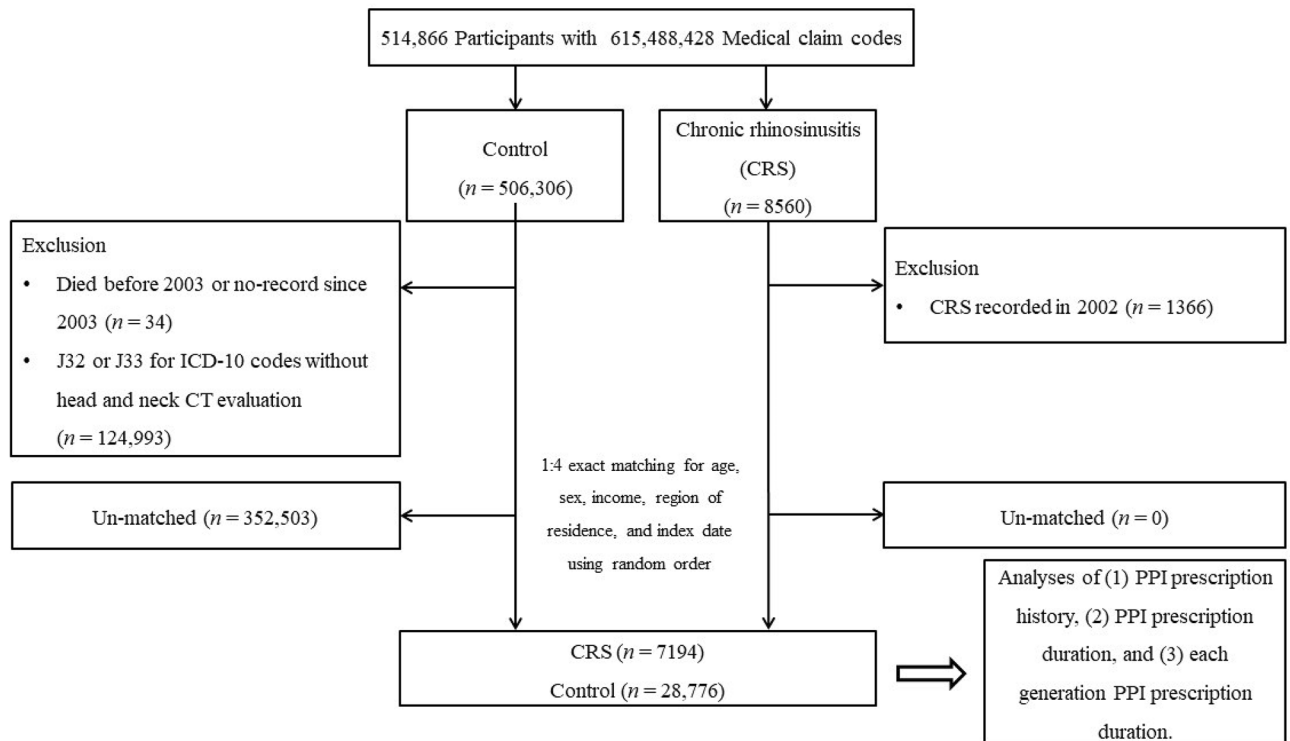 514,866 Participants with 615,488,428 Medical claim codes
Control
(n = 506,306)
Chronic rhinosinusitis
(CRS)
(n = 8560)
Exclusion
• Died before 2003 or no-record since
2003 (n = 34)
• J32 or J33 for ICD-10 codes without
head and neck CT evaluation
(n = 124,993)
Exclusion
• CRS recorded in 2002 (n = 1366)
1:4 exact matching for age,
sex, income, region of
residence, and index date
using random order
Un-matched (n = 352,503)
Un-matched (n = 0)
CRS (n = 7194)
Control (n = 28,776)
Analyses of (1) PPI prescription
history, (2) PPI prescription
duration, and (3) each
generation PPI prescription
duration.